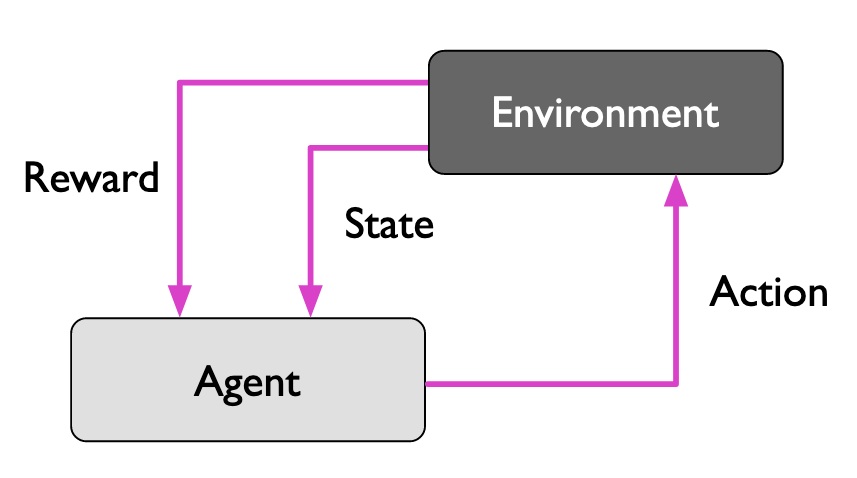 Environment
Reward
State
Action
Agent